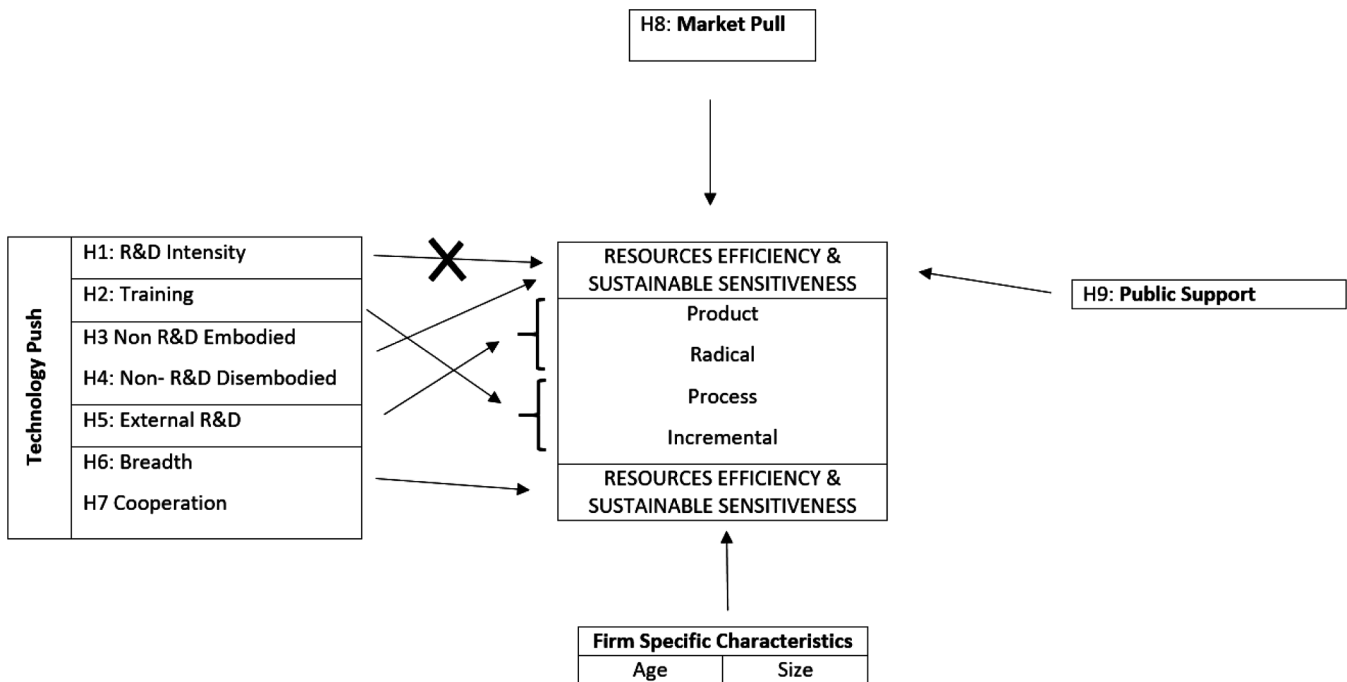 H8: Market Pull
Technology Push
H1: R&D Intensity
H2: Training
H3 Non R&D Embodied
H4: Non- R&D Disembodied
H5: External R&D
H6: Breadth
H7 Cooperation
RESOURCES EFFICIENCY &
SUSTAINABLE SENSITIVENESS
Product
Radical
Process
Incremental
RESOURCES EFFICIENCY &
SUSTAINABLE SENSITIVENESS
H9: Public Support
Firm Specific Characteristics
Age
Size